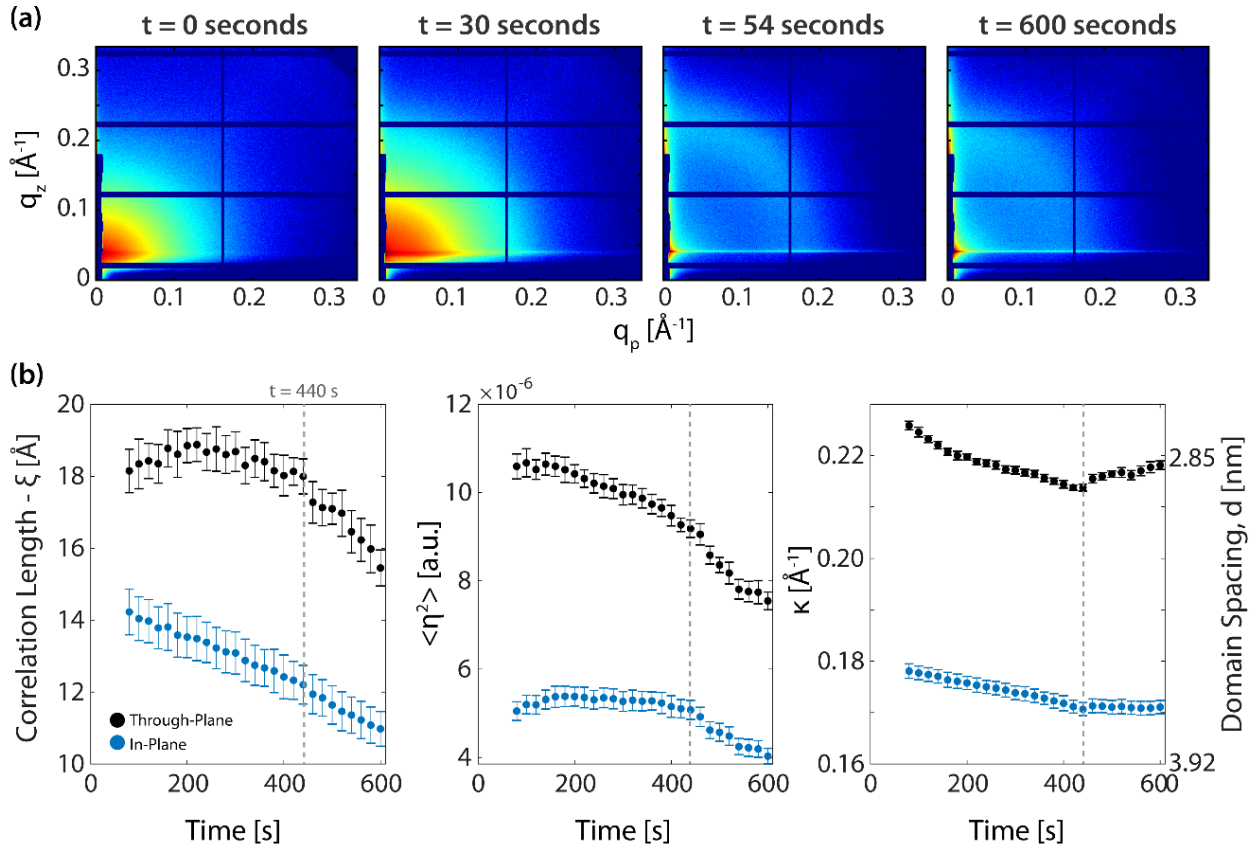 (a)
t = 0 seconds
t = 30 seconds
t = 54 seconds
t = 600 seconds
q_z [Å⁻¹]
0.3
0.2
0.1
0
0 0.1 0.2 0.3
0 0.1 0.2 0.3
0 0.1 0.2 0.3
0 0.1 0.2 0.3
qₚ [Å⁻¹]
(b)
Correlation Length - ξ [Å]
20
18
16
14
12
10
t = 440 s
Through-Plane
In-Plane
0 200 400 600
Time [s]
<η²> [a.u.]
×10⁻⁶
12
10
8
6
4
0 200 400 600
Time [s]
κ [Å⁻¹]
0.22
0.20
0.18
0.16
0 200 400 600
Time [s]
2.85
3.92
Domain Spacing, d [nm]